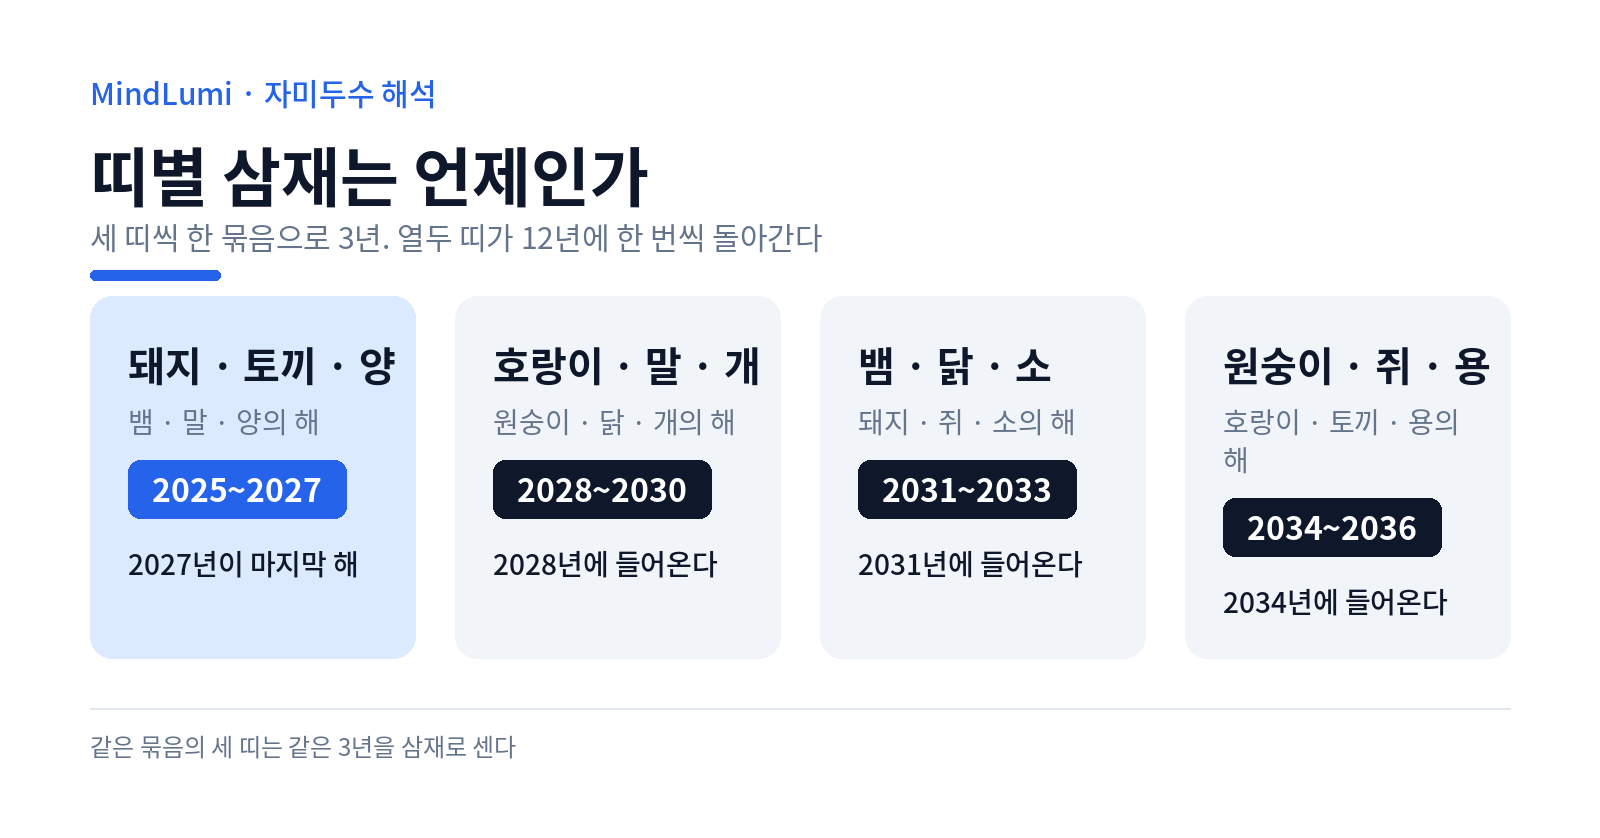 MindLumi · 자미두수 해석
띠별 삼재는 언제인가
세 띠씩 한 묶음으로 3년. 열두 띠가 12년에 한 번씩 돌아간다
돼지 · 토끼 · 양
뱀 · 말 · 양의 해
2025~2027
2027년이 마지막 해
호랑이 · 말 · 개
원숭이 · 닭 · 개의 해
2028~2030
2028년에 들어온다
뱀 · 닭 · 소
돼지 · 쥐 · 소의 해
2031~2033
2031년에 들어온다
원숭이 · 쥐 · 용
호랑이 · 토끼 · 용의
해
2034~2036
2034년에 들어온다
같은 묶음의 세 띠는 같은 3년을 삼재로 센다